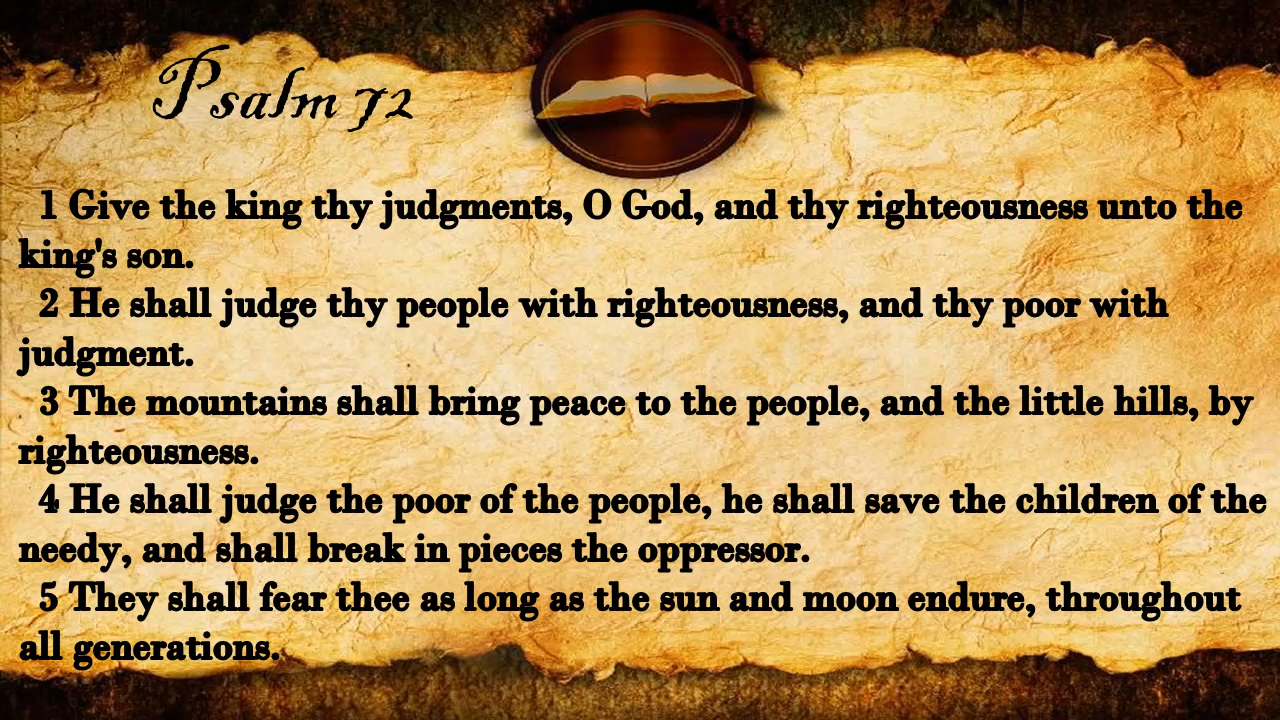 Psalm 72
1 Give the king thy judgments, O God, and thy righteousness unto the
king's son.
2 He shall judge thy people with righteousness, and thy poor with
judgment.
3 The mountains shall bring peace to the people, and the little hills, by
righteousness.
4 He shall judge the poor of the people, he shall save the children of the
needy, and shall break in pieces the oppressor.
5 They shall fear thee as long as the sun and moon endure, throughout
all generations.